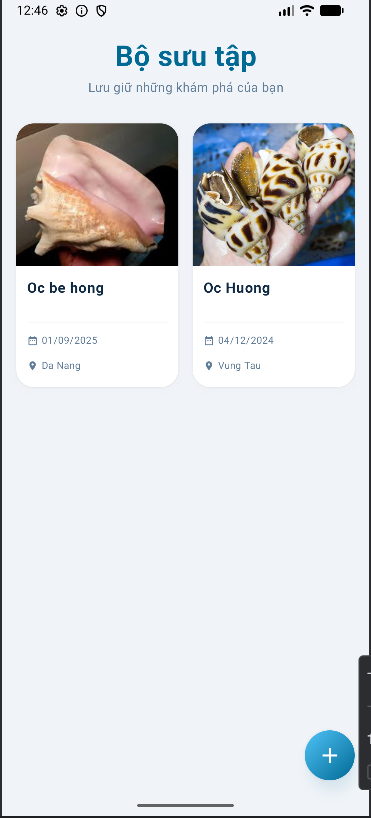 12:46
Bộ sưu tập
Lưu giữ những khám phá của bạn
Oc be hong
Oc Huong
01/09/2025
04/12/2024
Da Nang
Vung Tau